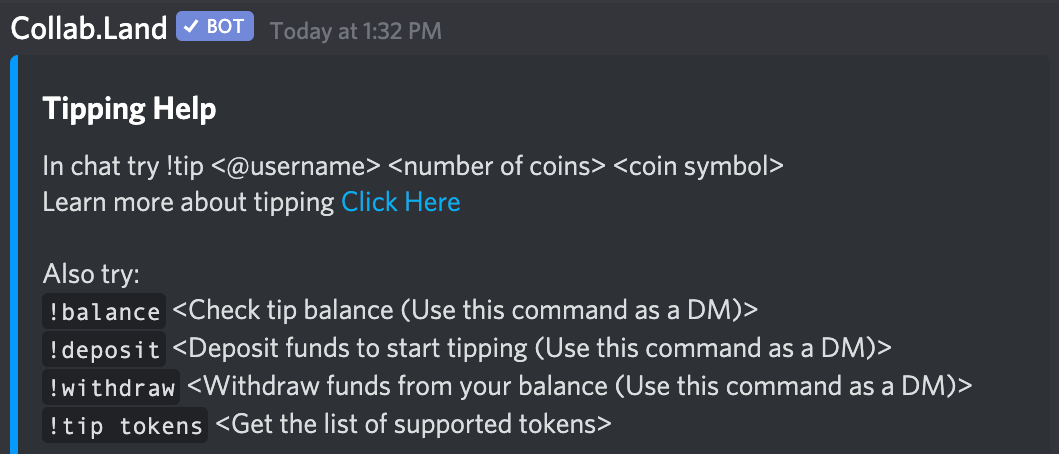 Collab.Land ✓ BOT Today at 1:32 PM
Tipping Help
In chat try !tip <@username> <number of coins> <coin symbol>
Learn more about tipping Click Here
Also try:
!balance <Check tip balance (Use this command as a DM)>
!deposit <Deposit funds to start tipping (Use this command as a DM)>
!withdraw <Withdraw funds from your balance (Use this command as a DM)>
!tip tokens <Get the list of supported tokens>